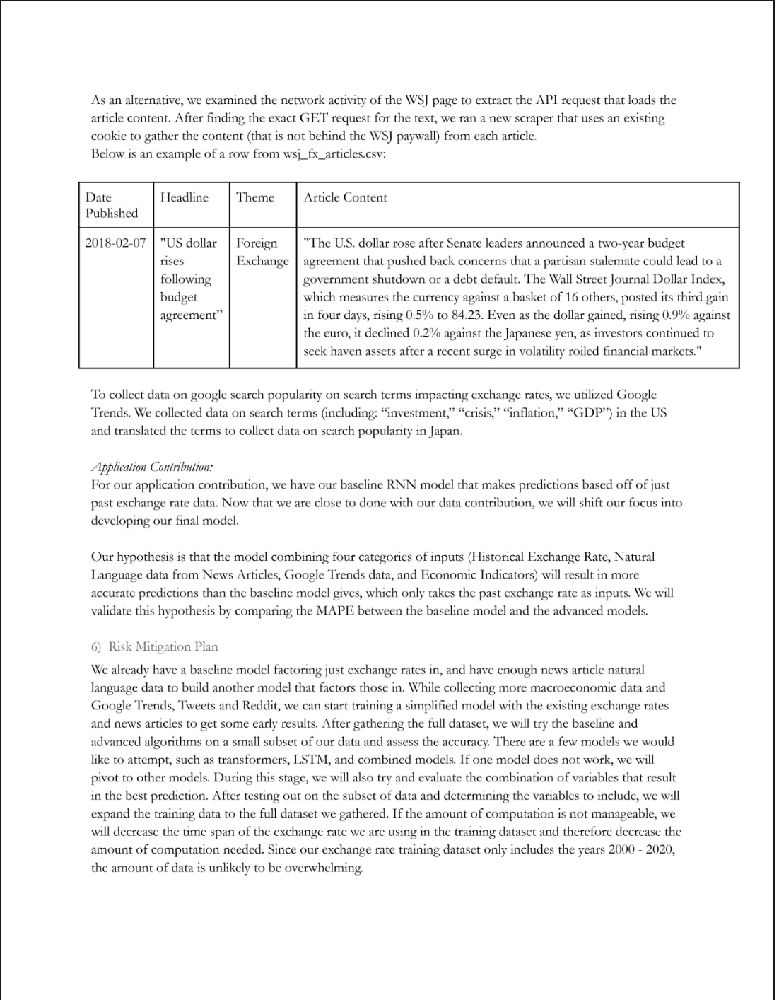 As an alternative, we examined the network activity of the WSJ page to extract the API request that loads the
article content. After finding the exact GET request for the text, we ran a new scraper that uses an existing
cookie to gather the content (that is not behind the WSJ paywall) from each article.
Below is an example of a row from wsj_fx_articles.csv:
Date
Published
Headline
Theme
Article Content
2018-02-07
"US dollar
rises
following
budget
agreement”
Foreign
Exchange
"The U.S. dollar rose after Senate leaders announced a two-year budget
agreement that pushed back concerns that a partisan stalemate could lead to a
government shutdown or a debt default. The Wall Street Journal Dollar Index,
which measures the currency against a basket of 16 others, posted its third gain
in four days, rising 0.5% to 84.23. Even as the dollar gained, rising 0.9% against
the euro, it declined 0.2% against the Japanese yen, as investors continued to
seek haven assets after a recent surge in volatility roiled financial markets."
To collect data on google search popularity on search terms impacting exchange rates, we utilized Google
Trends. We collected data on search terms (including: “investment,” “crisis,” “inflation,” “GDP”) in the US
and translated the terms to collect data on search popularity in Japan.
Application Contribution:
For our application contribution, we have our baseline RNN model that makes predictions based off of just
past exchange rate data. Now that we are close to done with our data contribution, we will shift our focus into
developing our final model.
Our hypothesis is that the model combining four categories of inputs (Historical Exchange Rate, Natural
Language data from News Articles, Google Trends data, and Economic Indicators) will result in more
accurate predictions than the baseline model gives, which only takes the past exchange rate as inputs. We will
validate this hypothesis by comparing the MAPE between the baseline model and the advanced models.
6) Risk Mitigation Plan
We already have a baseline model factoring just exchange rates in, and have enough news article natural
language data to build another model that factors those in. While collecting more macroeconomic data and
Google Trends, Tweets and Reddit, we can start training a simplified model with the existing exchange rates
and news articles to get some early results. After gathering the full dataset, we will try the baseline and
advanced algorithms on a small subset of our data and assess the accuracy. There are a few models we would
like to attempt, such as transformers, LSTM, and combined models. If one model does not work, we will
pivot to other models. During this stage, we will also try and evaluate the combination of variables that result
in the best prediction. After testing out on the subset of data and determining the variables to include, we will
expand the training data to the full dataset we gathered. If the amount of computation is not manageable, we
will decrease the time span of the exchange rate we are using in the training dataset and therefore decrease the
amount of computation needed. Since our exchange rate training dataset only includes the years 2000 - 2020,
the amount of data is unlikely to be overwhelming.